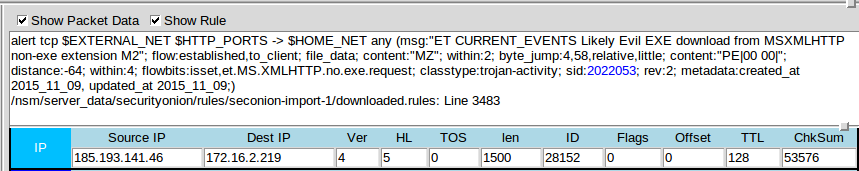 Show Packet Data Show Rule
alert tcp $EXTERNAL_NET $HTTP_PORTS -> $HOME_NET any (msg:"ET CURRENT_EVENTS Likely Evil EXE download from MSXMLHTTP
non-exe extension M2"; flow:established,to_client; file_data; content:"MZ"; within:2; byte_jump:4,58,relative,little; content:"PE|00 00|";
distance:-64; within:4; flowbits:isset,et.MS.XMLHTTP.no.exe.request; classtype:trojan-activity; sid:2022053; rev:2; metadata:created_at
2015_11_09, updated_at 2015_11_09;)
/nsm/server_data/securityonion/rules/seconion-import-1/downloaded.rules: Line 3483
IP Source IP Dest IP Ver HL TOS len ID Flags Offset TTL ChkSum
185.193.141.46 172.16.2.219 4 5 0 1500 28152 0 0 128 53576